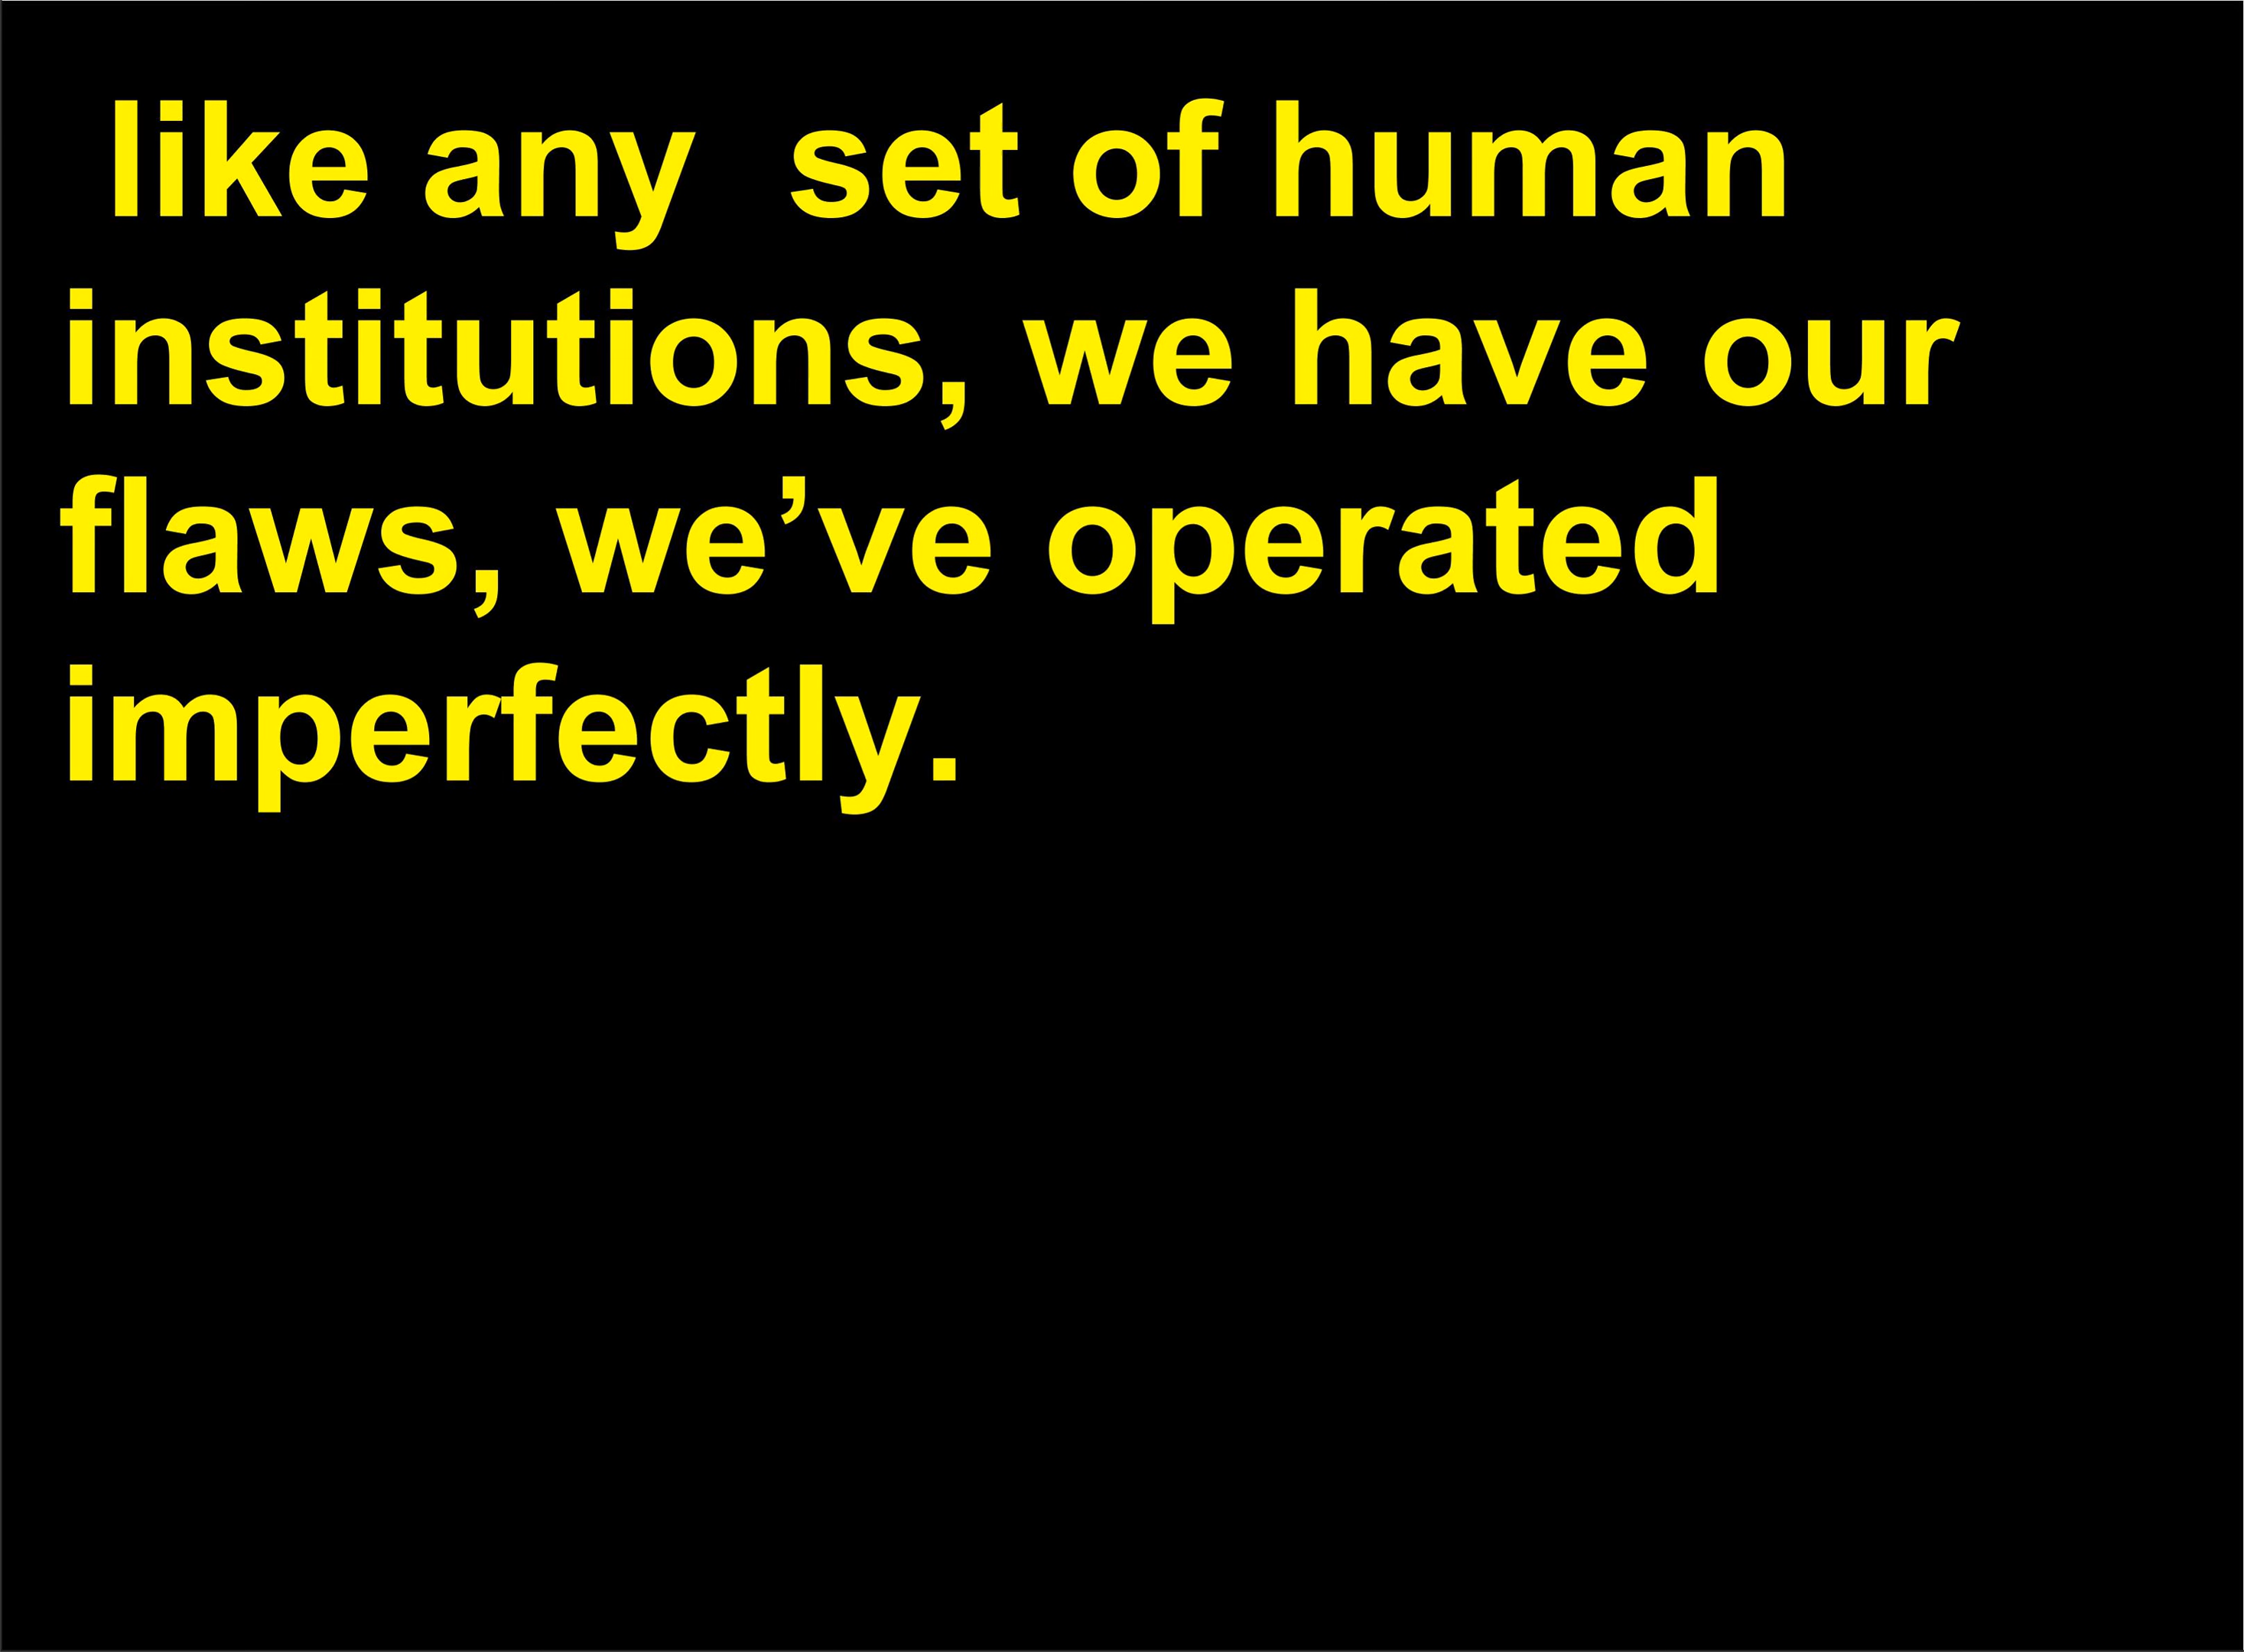 like any  set of human
institutions, we  have our
flaws, we’ve operated
imperfectly.